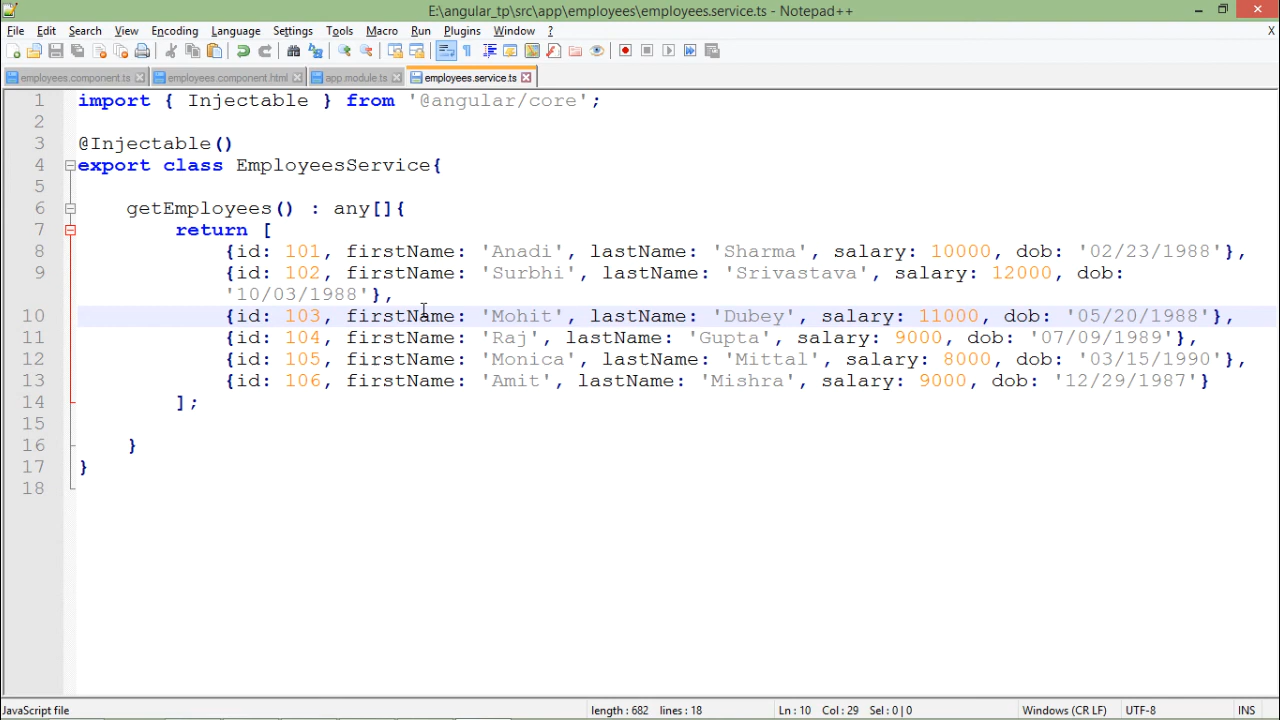 E:\angular_tp\src\app\employees\employees.service.ts - Notepad++
File Edit Search View Encoding Language Settings Tools Macro Run Plugins Window ? X
employees.component.ts employees.component.html app.module.ts employees.service.ts
1 import { Injectable } from '@angular/core';
2
3 @Injectable()
4 export class EmployeesService{
5
6 getEmployees() : any[]{
7 return [
8 {id: 101, firstName: 'Anadi', lastName: 'Sharma', salary: 10000, dob: '02/23/1988'},
9 {id: 102, firstName: 'Surbhi', lastName: 'Srivastava', salary: 12000, dob:
'10/03/1988'},
10 {id: 103, firstName: 'Mohit', lastName: 'Dubey', salary: 11000, dob: '05/20/1988'},
11 {id: 104, firstName: 'Raj', lastName: 'Gupta', salary: 9000, dob: '07/09/1989'},
12 {id: 105, firstName: 'Monica', lastName: 'Mittal', salary: 8000, dob: '03/15/1990'},
13 {id: 106, firstName: 'Amit', lastName: 'Mishra', salary: 9000, dob: '12/29/1987'}
14 ];
15
16 }
17 }
18
JavaScript file length : 682 lines : 18 Ln : 10 Col : 29 Sel : 0 | 0 Windows (CR LF) UTF-8 INS